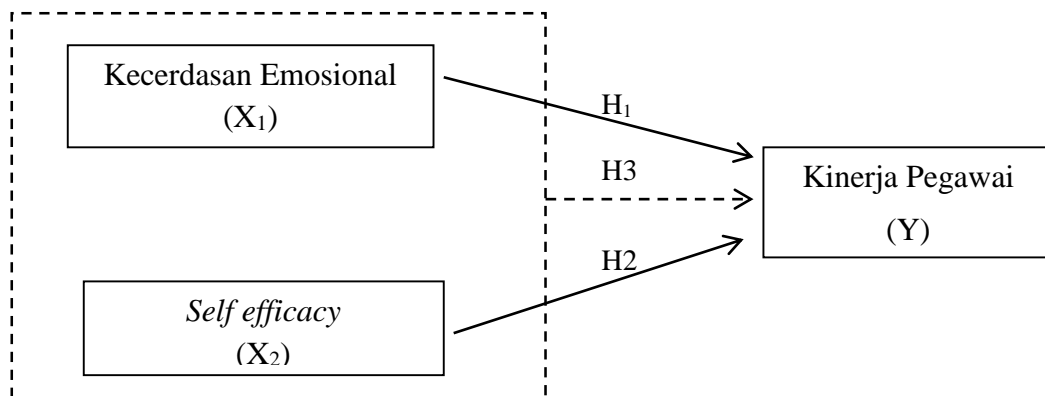 Kecerdasan Emosional
(X₁)
H₁
H3
Kinerja Pegawai
(Y)
H2
Self efficacy
(X₂)